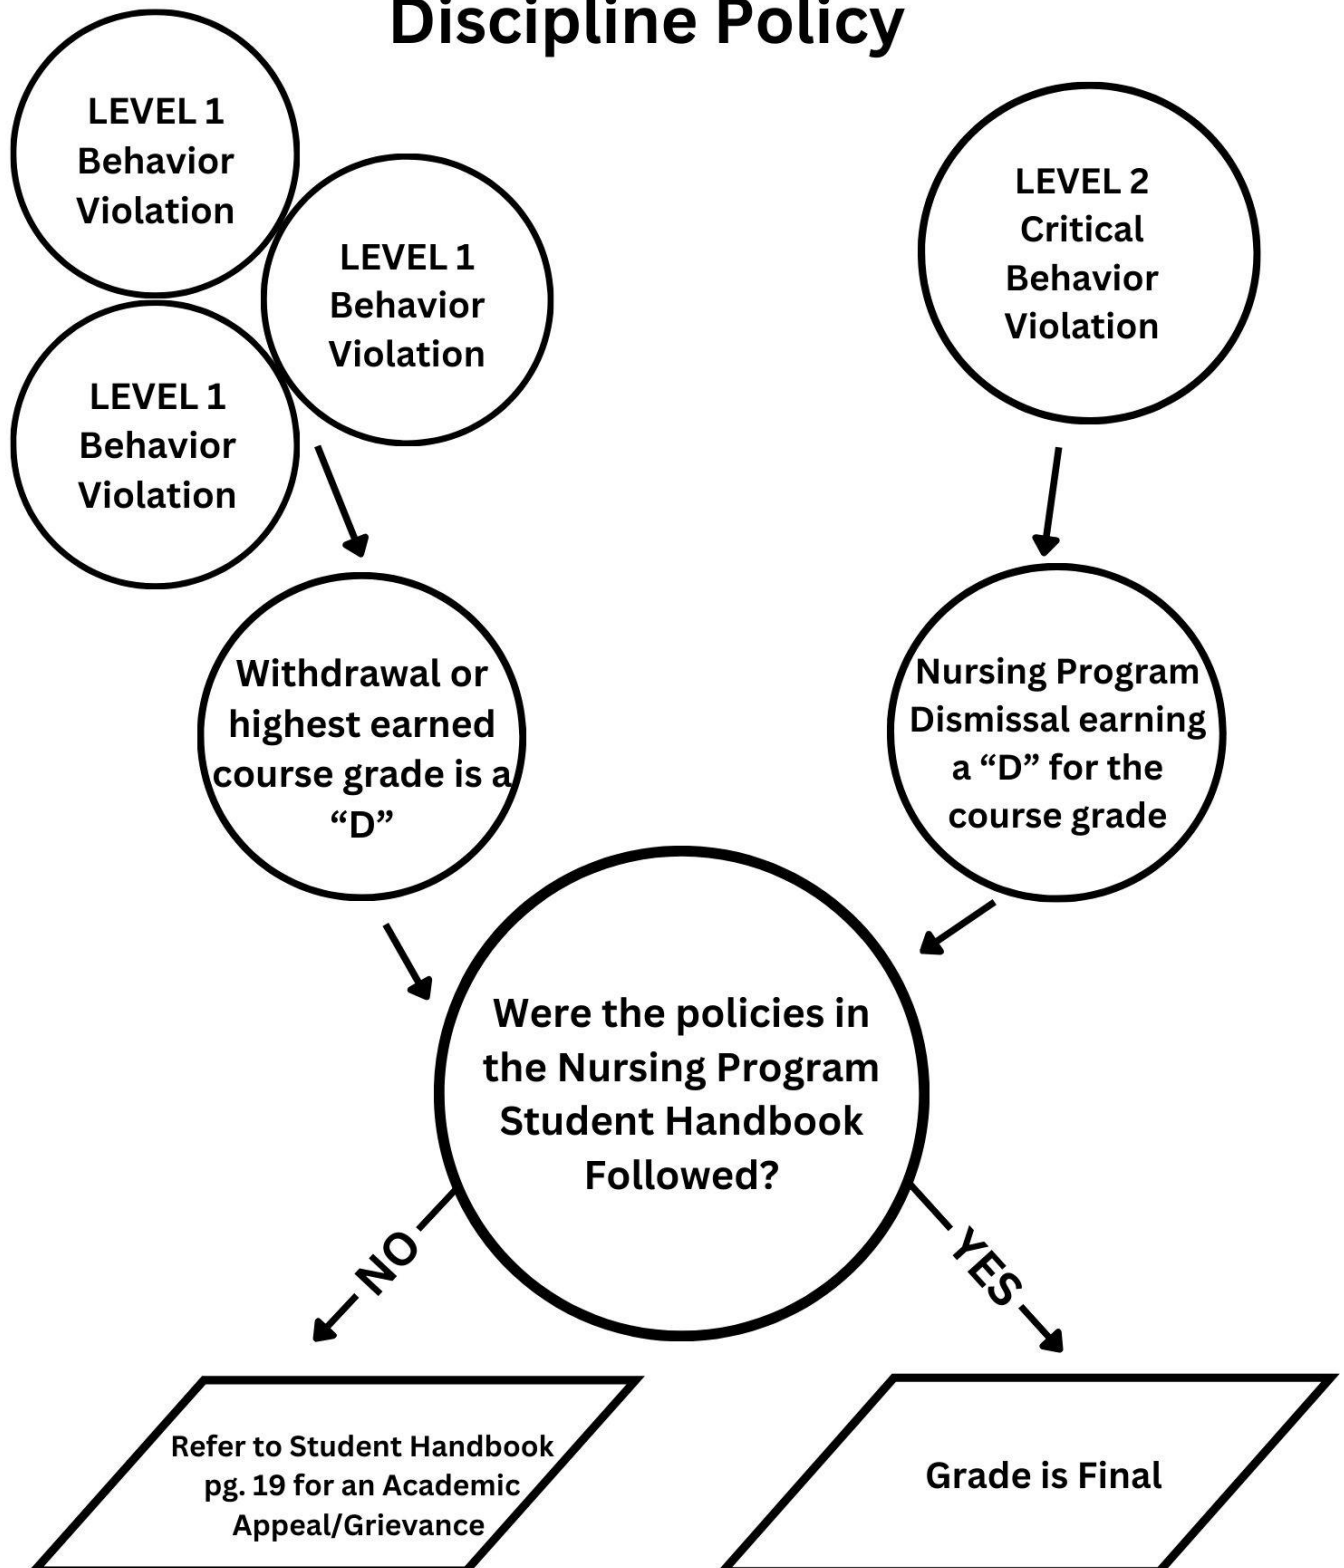 Discipline Policy
LEVEL 1
Behavior
Violation
LEVEL 1
Behavior
Violation
LEVEL 1
Behavior
Violation
LEVEL 2
Critical
Behavior
Violation
Withdrawal or
highest earned
course grade is a
“D”
Nursing Program
Dismissal earning
a “D” for the
course grade
Were the policies in
the Nursing Program
Student Handbook
Followed?
NO
YES
Refer to Student Handbook
pg. 19 for an Academic
Appeal/Grievance
Grade is Final